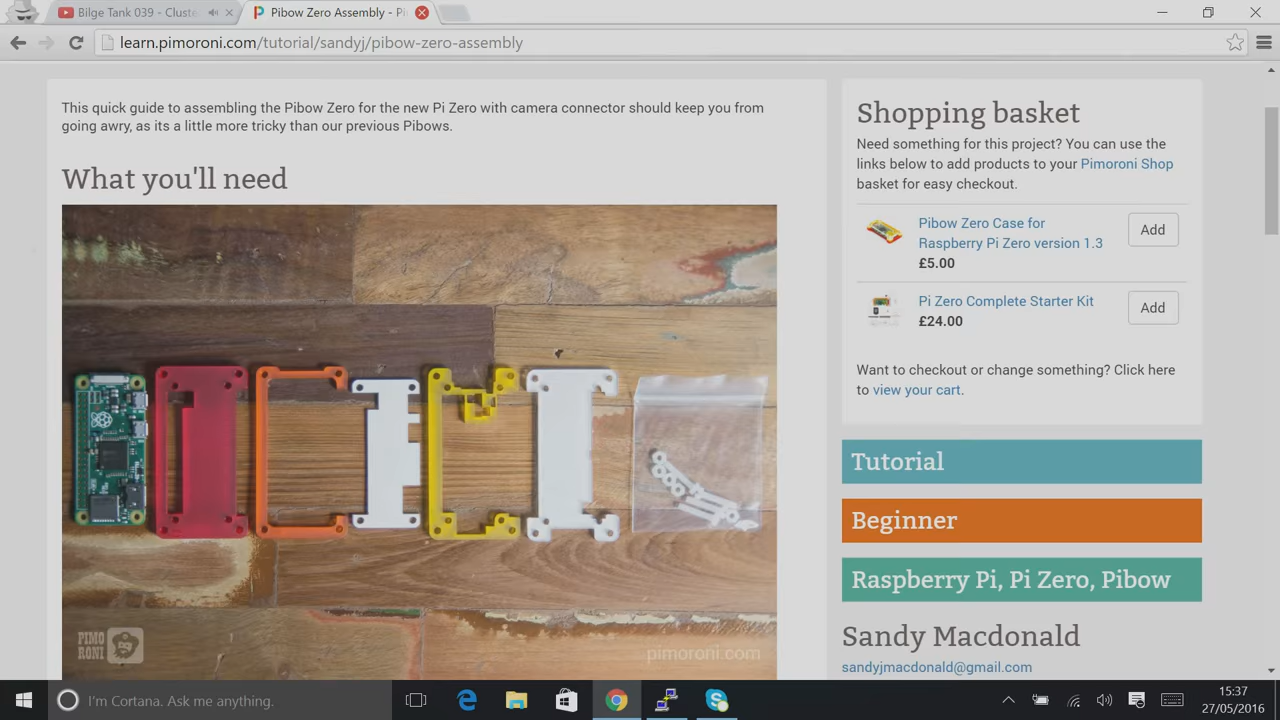 Bilge Tank 039 - Cluste
Pibow Zero Assembly - Pi
learn.pimoroni.com/tutorial/sandyj/pibow-zero-assembly
This quick guide to assembling the Pibow Zero for the new Pi Zero with camera connector should keep you from
going awry, as its a little more tricky than our previous Pibows.
What you'll need
PIMO
RONI
pimoroni.com
Shopping basket
Need something for this project? You can use the
links below to add products to your Pimoroni Shop
basket for easy checkout.
Pibow Zero Case for
Raspberry Pi Zero version 1.3
£5.00
Add
Pi Zero Complete Starter Kit
£24.00
Add
Want to checkout or change something? Click here
to view your cart.
Tutorial
Beginner
Raspberry Pi, Pi Zero, Pibow
Sandy Macdonald
sandyjmacdonald@gmail.com
I'm Cortana. Ask me anything.
15:37
27/05/2016